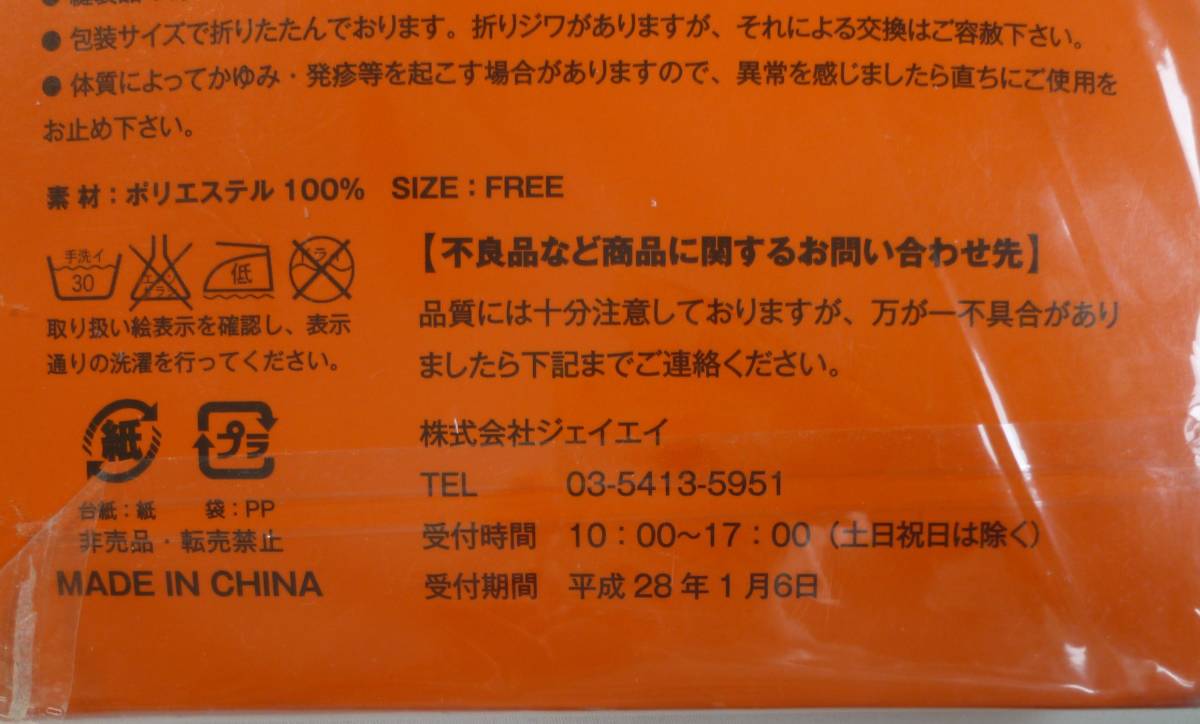 ● 包装サイズで折りたたんでおります。折りジワがありますが、それによる交換はご容赦下さい。
● 体質によってかゆみ・発疹等を起こす場合がありますので、異常を感じましたら直ちにご使用を
お止め下さい。
素材：ポリエステル 100%　SIZE：FREE
手洗イ
30
低
取り扱い絵表示を確認し、表示
通りの洗濯を行ってください。
紙
プラ
台紙：紙　袋：PP
非売品・転売禁止
MADE IN CHINA
【不良品など商品に関するお問い合わせ先】
品質には十分注意しておりますが、万が一不具合があり
ましたら下記までご連絡ください。
株式会社ジェイエイ
TEL　03-5413-5951
受付時間　10：00〜17：00（土日祝日は除く）
受付期間　平成 28 年 1 月6日